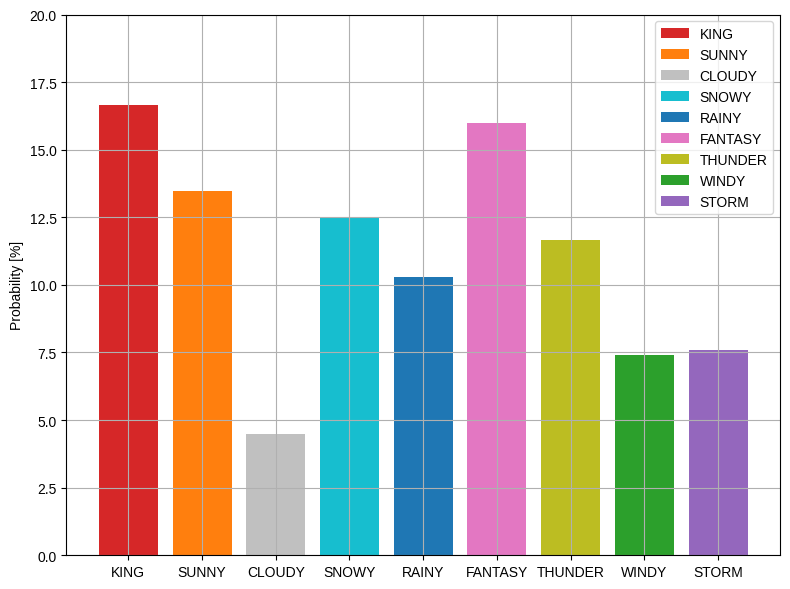 20.0
17.5
15.0
12.5
10.0
7.5
5.0
2.5
0.0
Probability [%]
KING
SUNNY
CLOUDY
SNOWY
RAINY
FANTASY
THUNDER
WINDY
STORM
KING SUNNY CLOUDY SNOWY RAINY FANTASY THUNDER WINDY STORM